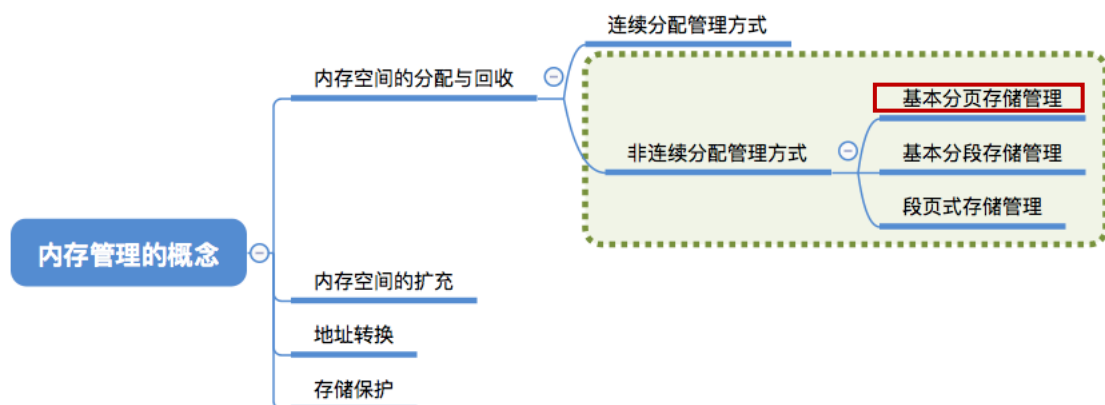 连续分配管理方式
内存空间的分配与回收
基本分页存储管理
非连续分配管理方式
基本分段存储管理
段页式存储管理
内存管理的概念
内存空间的扩充
地址转换
存储保护